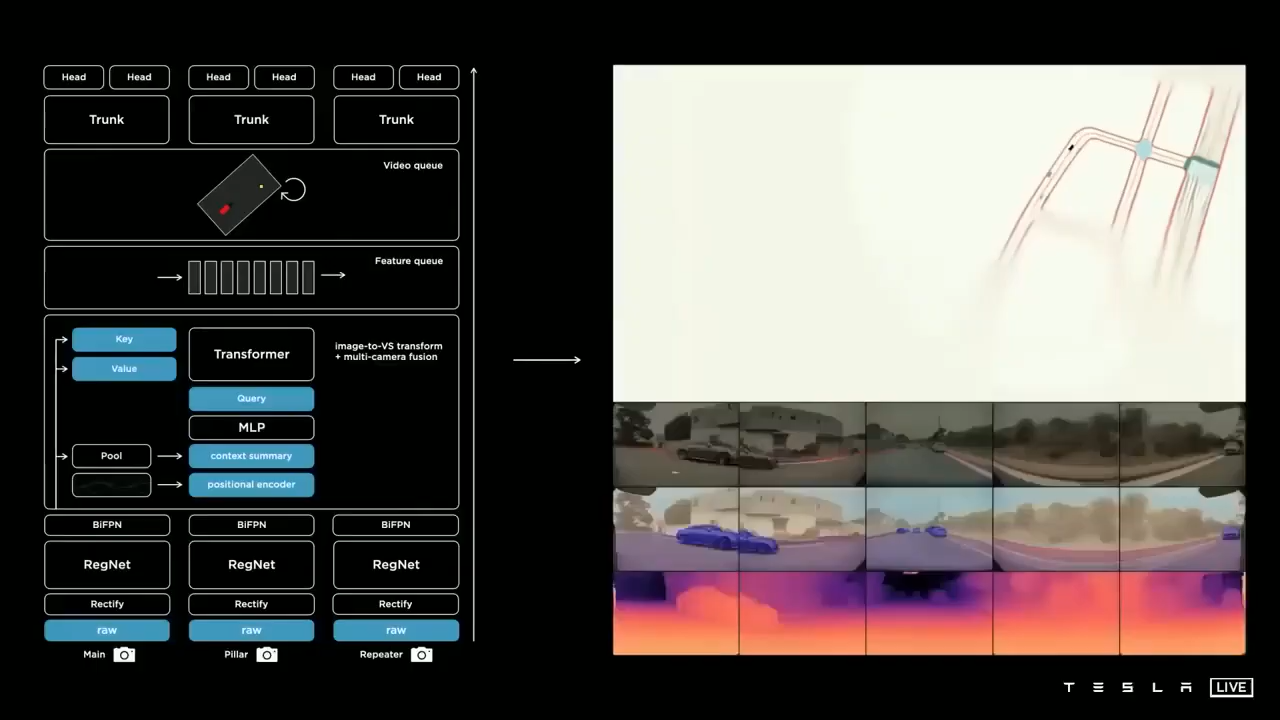 Head Head Head Head Head Head
Trunk Trunk Trunk
Video queue
Feature queue
Key
Value
Transformer
image-to-VS transform
+ multi-camera fusion
Query
MLP
Pool
context summary
positional encoder
BiFPN BiFPN BiFPN
RegNet RegNet RegNet
Rectify Rectify Rectify
raw raw raw
Main Pillar Repeater
TESLA LIVE